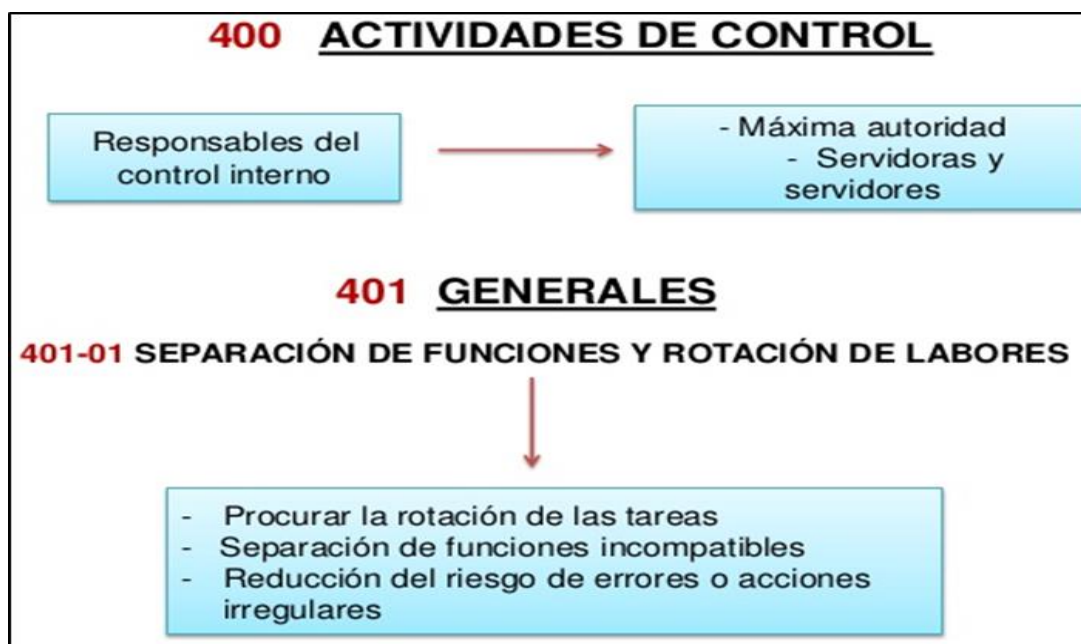 400 ACTIVIDADES DE CONTROL
Responsables del
control interno
- Máxima autoridad
- Servidoras y
servidores
401 GENERALES
401-01 SEPARACIÓN DE FUNCIONES Y ROTACIÓN DE LABORES
- Procurar la rotación de las tareas
- Separación de funciones incompatibles
- Reducción del riesgo de errores o acciones
irregulares